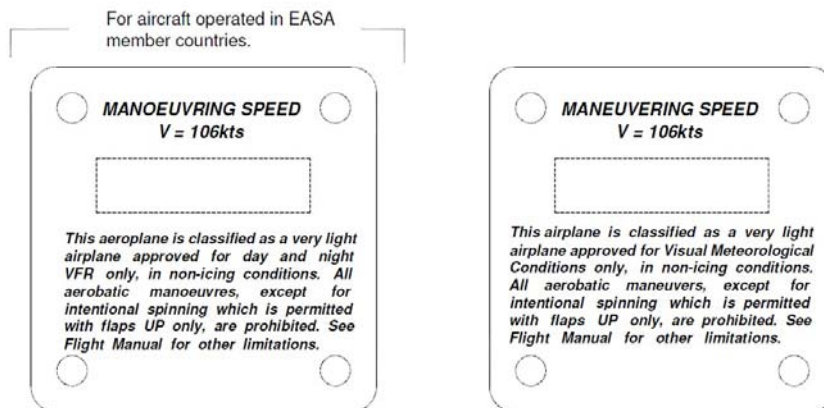 For aircraft operated in EASA
member countries.
MANOEUVRING SPEED
V = 106kts
This aeroplane is classified as a very light
airplane approved for day and night
VFR only, in non-icing conditions. All
aerobatic manoeuvres, except for
intentional spinning which is permitted
with flaps UP only, are prohibited. See
Flight Manual for other limitations.
MANEUVERING SPEED
V = 106kts
This airplane is classified as a very light
airplane approved for Visual Meteorological
Conditions only, in non-icing conditions.
All aerobatic maneuvers, except for
intentional spinning which is permitted
with flaps UP only, are prohibited. See
Flight Manual for other limitations.